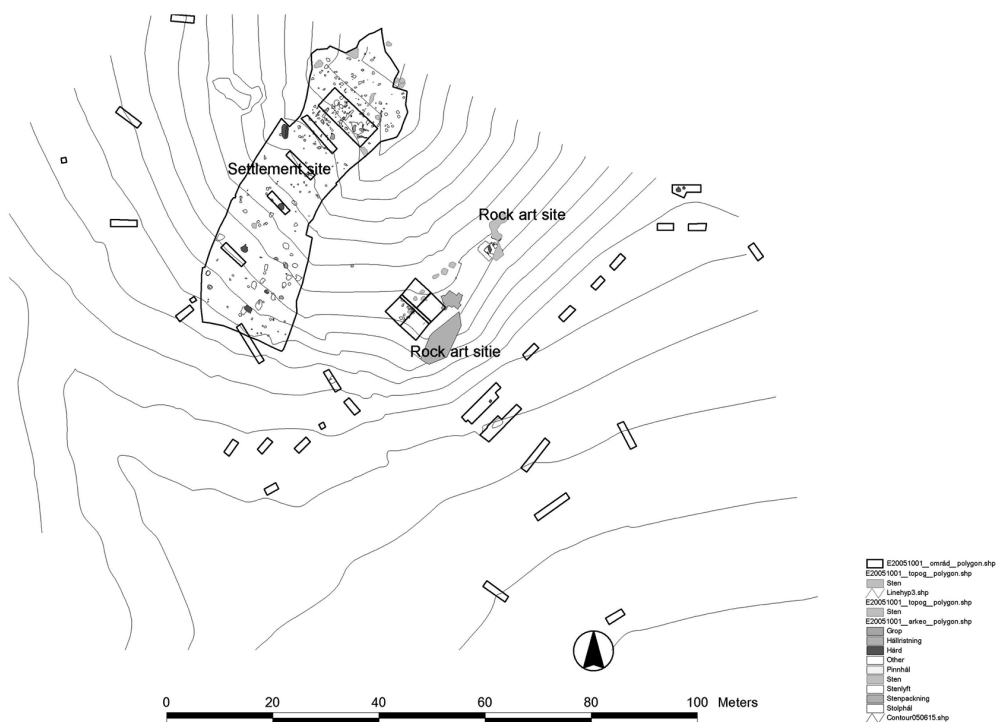 Settlement site
Rock art site
Rock art sitie
E20051001__områd__polygon.shp
E20051001__topog__polygon.shp
Sten
Linehyp3.shp
E20051001__topog__polygon.shp
Sten
E20051001__arkeo__polygon.shp
Grop
Hällristning
Härd
Other
Pinnhål
Sten
Stenlyft
Stenpackning
Stolphål
Contour050615.shp
0 20 40 60 80 100 Meters